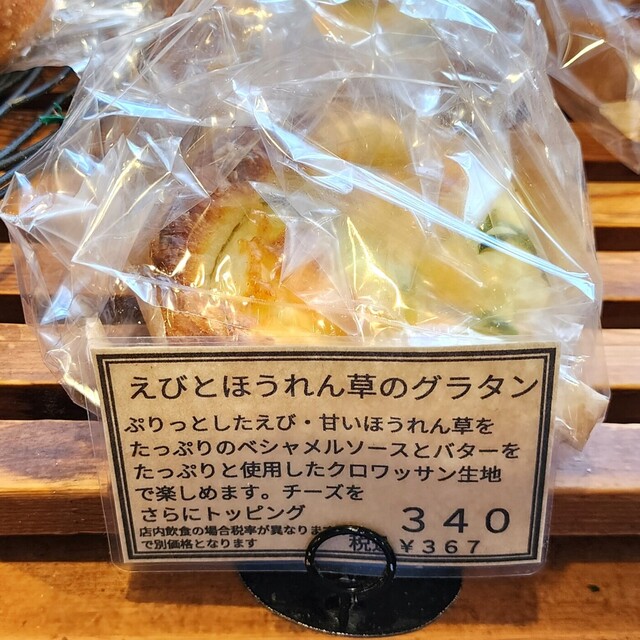 えびとほうれん草のグラタン
ぷりっとしたえび・甘いほうれん草を
たっぷりのベシャメルソースとバターを
たっぷりと使用したクロワッサン生地
で楽しめます。チーズを
さらにトッピング
340
店内飲食の場合税率が異なります
で別価格となります
税 ¥367